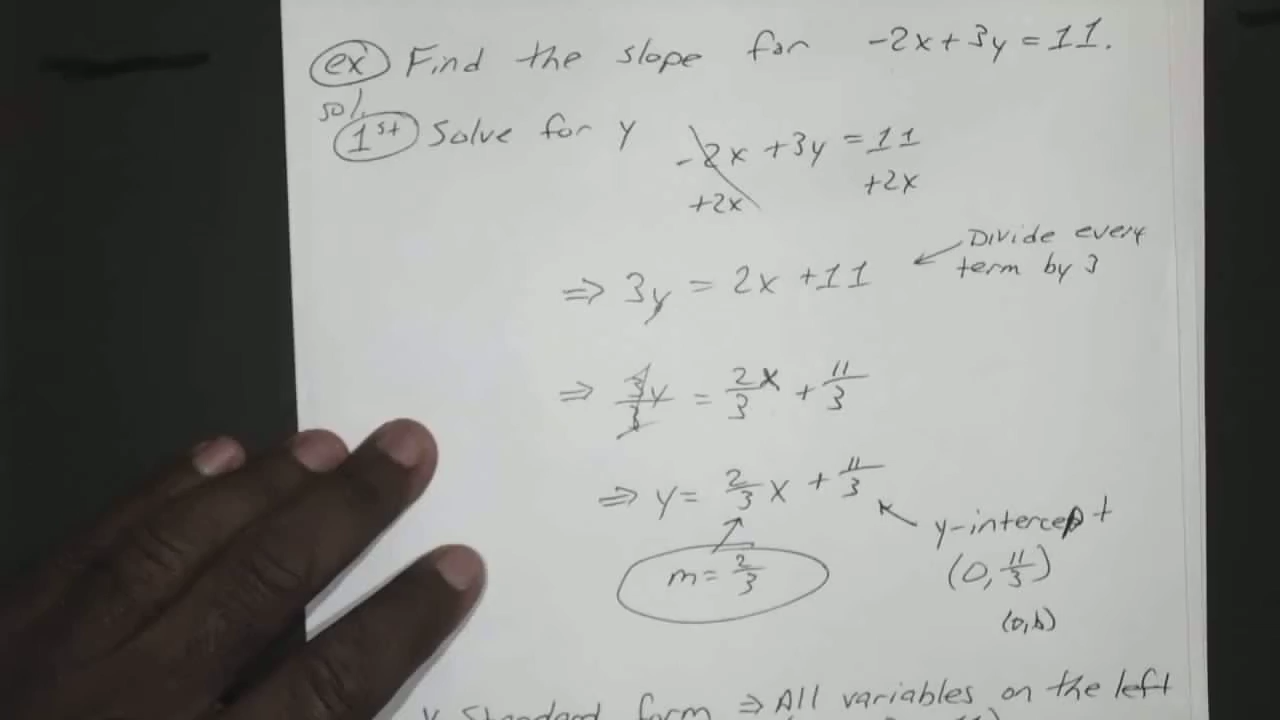 ex Find the slope for -2x+3y=11.
sol.
1st Solve for y -2x+3y=11
+2x +2x
Divide every
term by 3
⇒ 3y = 2x+11
⇒ 3/3 y = 2/3 x + 11/3
⇒ y= 2/3 x + 11/3
y-intercept
m= 2/3
(0, 11/3)
(0,b)
Standard form ⇒ All variables on the left